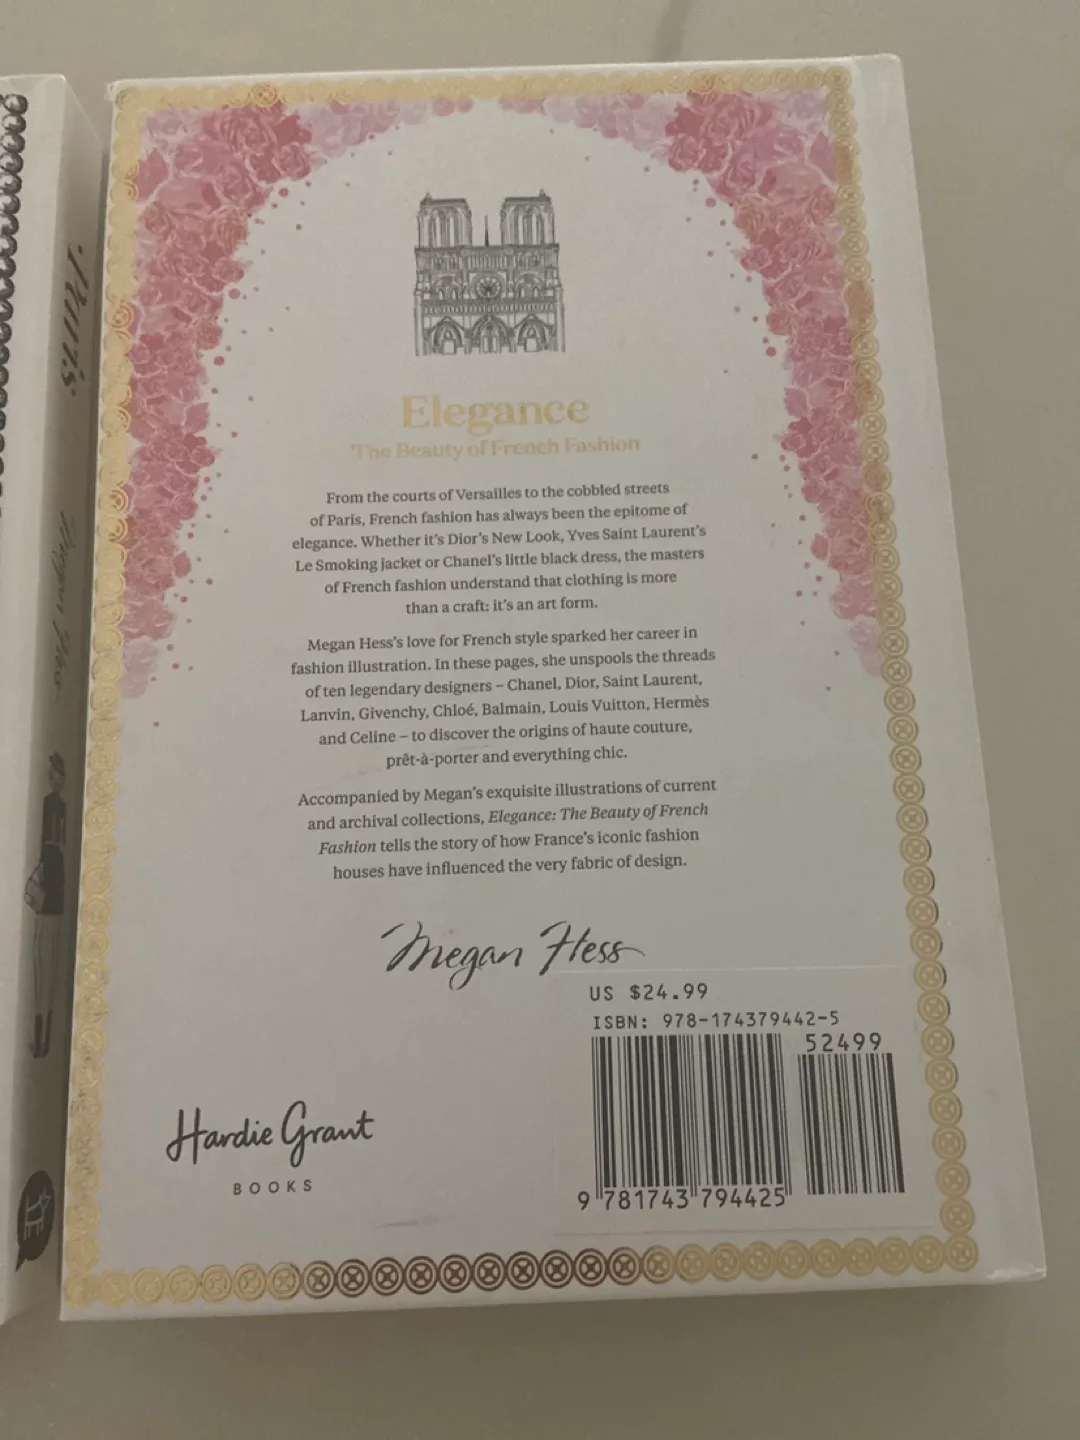 Paris
Megan Hess
Elegance
The Beauty of French Fashion
From the courts of Versailles to the cobbled streets
of Paris, French fashion has always been the epitome of
elegance. Whether it's Dior's New Look, Yves Saint Laurent's
Le Smoking jacket or Chanel's little black dress, the masters
of French fashion understand that clothing is more
than a craft: it's an art form.
Megan Hess's love for French style sparked her career in
fashion illustration. In these pages, she unspools the threads
of ten legendary designers – Chanel, Dior, Saint Laurent,
Lanvin, Givenchy, Chloé, Balmain, Louis Vuitton, Hermès
and Celine – to discover the origins of haute couture,
prêt-à-porter and everything chic.
Accompanied by Megan's exquisite illustrations of current
and archival collections, Elegance: The Beauty of French
Fashion tells the story of how France's iconic fashion
houses have influenced the very fabric of design.
Megan Hess
US $24.99
ISBN: 978-174379442-5
52499
9 781743 794425
Hardie Grant
BOOKS